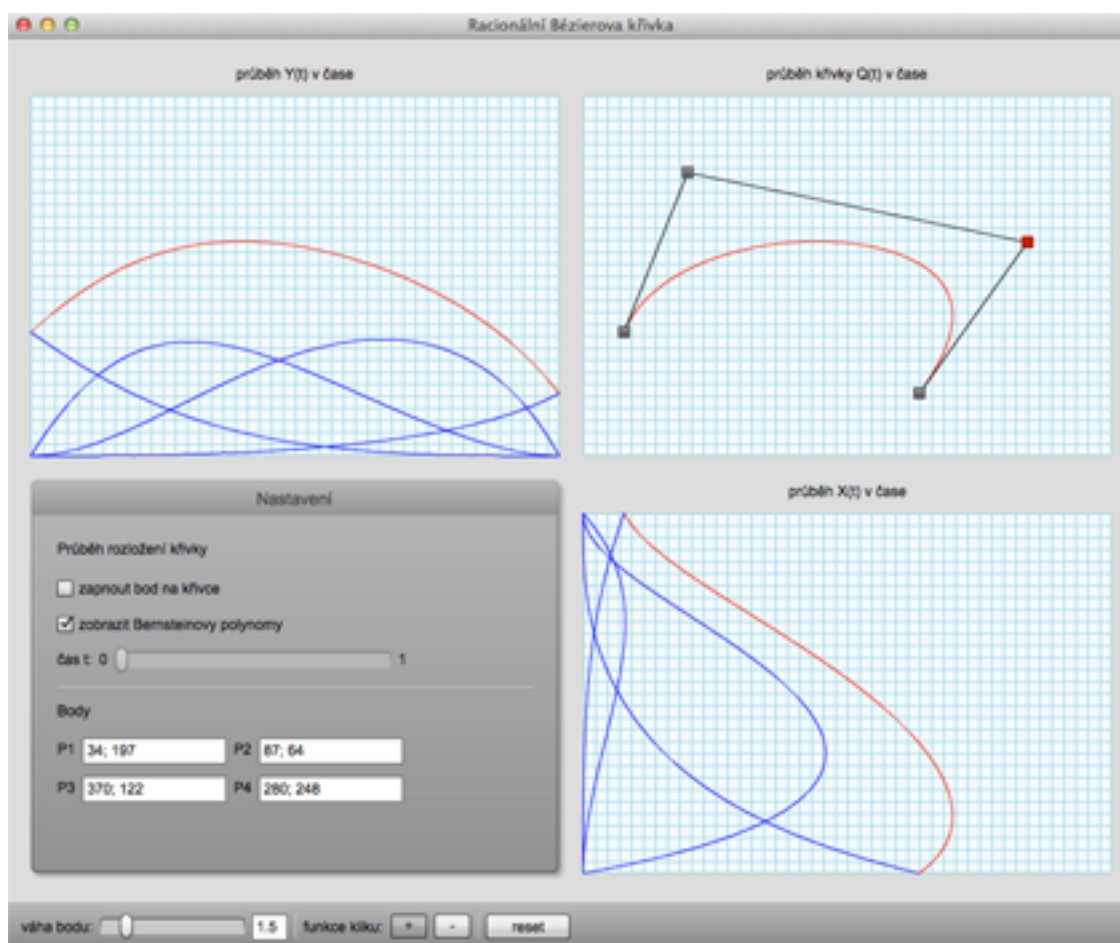 Racionální Bézierova křivka
průběh Y(t) v čase
průběh křivky Q(t) v čase
Nastavení
Průběh rozložení křivky
zapnout bod na křivce
zobrazit Bernsteinovy polynomy
čas t: 0 1
Body
P1 34; 197 P2 87; 64
P3 370; 122 P4 280; 248
průběh X(t) v čase
váha bodu: 1.5 funkce kliku: + - reset